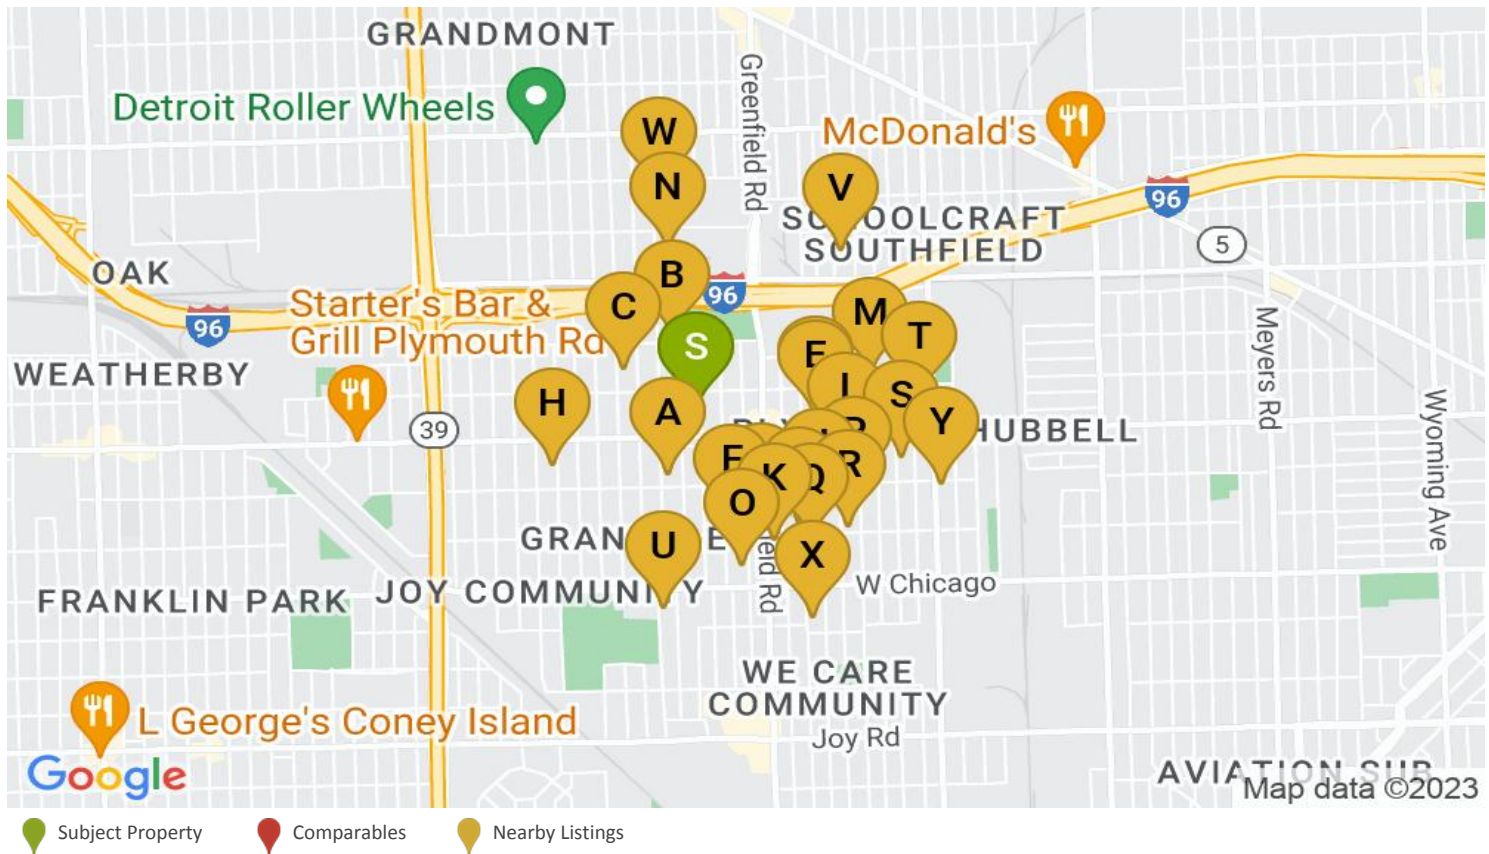 GRANDMONT
Detroit Roller Wheels
Greenfield Rd
McDonald's
W
N
V
96
SCHOOLCRAFT
SOUTHFIELD
5
OAK
B
C
96
96
Starter's Bar &
Grill Plymouth Rd
M
T
S
E
Meyers Rd
WEATHERBY
H
A
S
Y
39
HUBBELL
Wyoming Ave
F
K
Q
R
O
U
X
JOY COMMUNITY
W Chicago
FRANKLIN PARK
WE CARE
COMMUNITY
Joy Rd
L George's Coney Island
Google
AVIATION SUB
Map data ©2023
Subject Property
Comparables
Nearby Listings